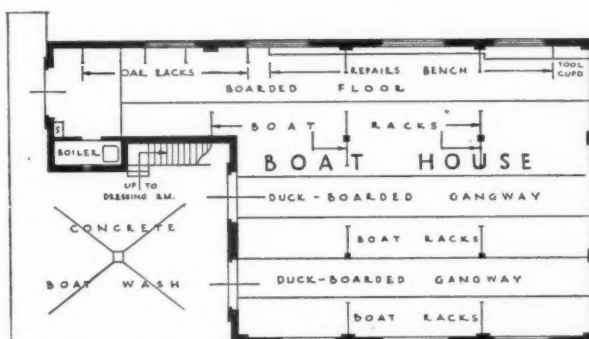 OAR RACKS
REPAIRS BENCH
TOOL
CUPD
BOARDED FLOOR
S
BOAT RACKS
BOILER
BOAT HOUSE
UP TO
DRESSING RM.
DUCK-BOARDED GANGWAY
CONCRETE
BOAT RACKS
BOAT WASH
DUCK-BOARDED GANGWAY
BOAT RACKS